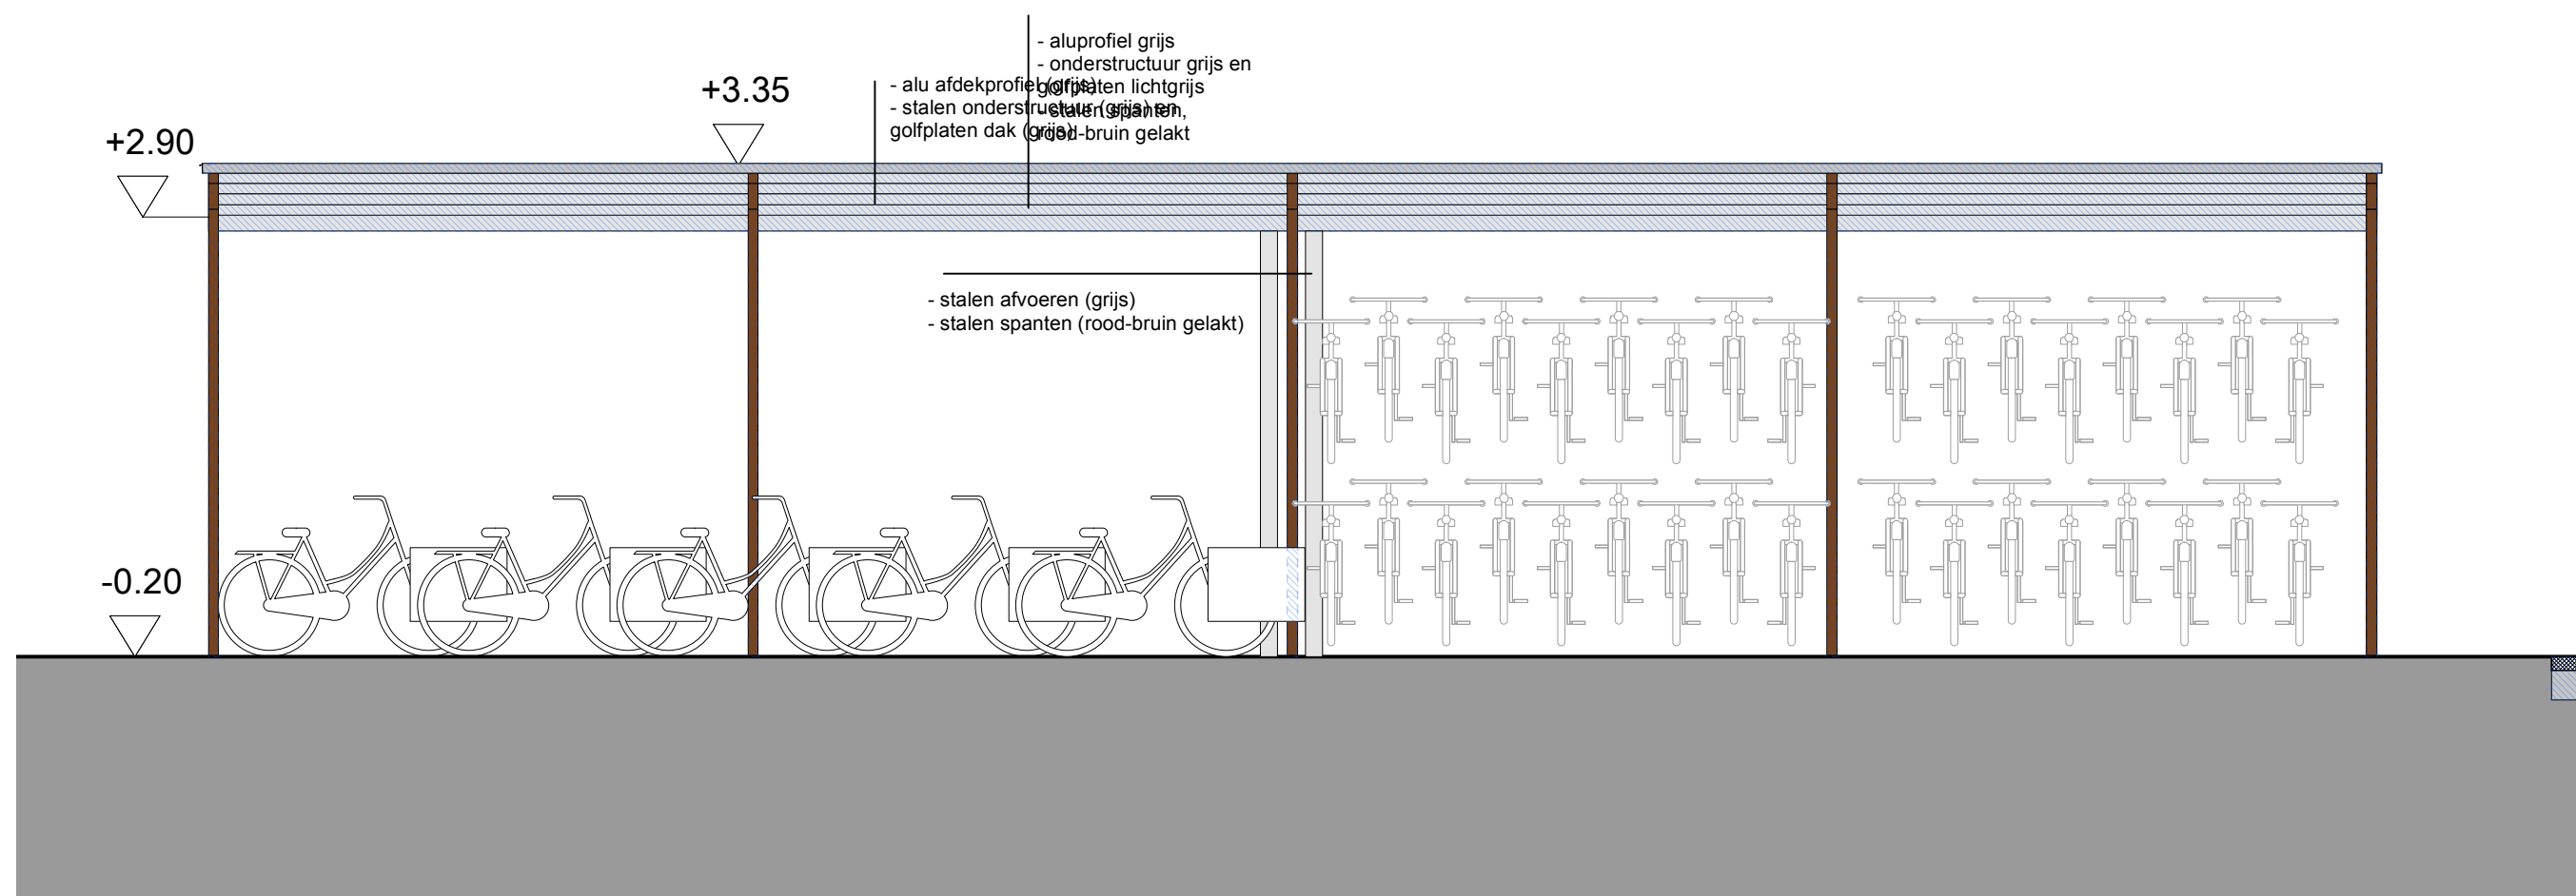 - aluprofiel grijs
- onderstructuur grijs en
golfplaten lichtgrijs
- stalen spanten,
rood-bruin gelakt
+3.35
- alu afdekprofiel (grijs)
- stalen onderstructuur (grijs) en
golfplaten dak (grijs)
+2.90
- stalen afvoeren (grijs)
- stalen spanten (rood-bruin gelakt)
-0.20